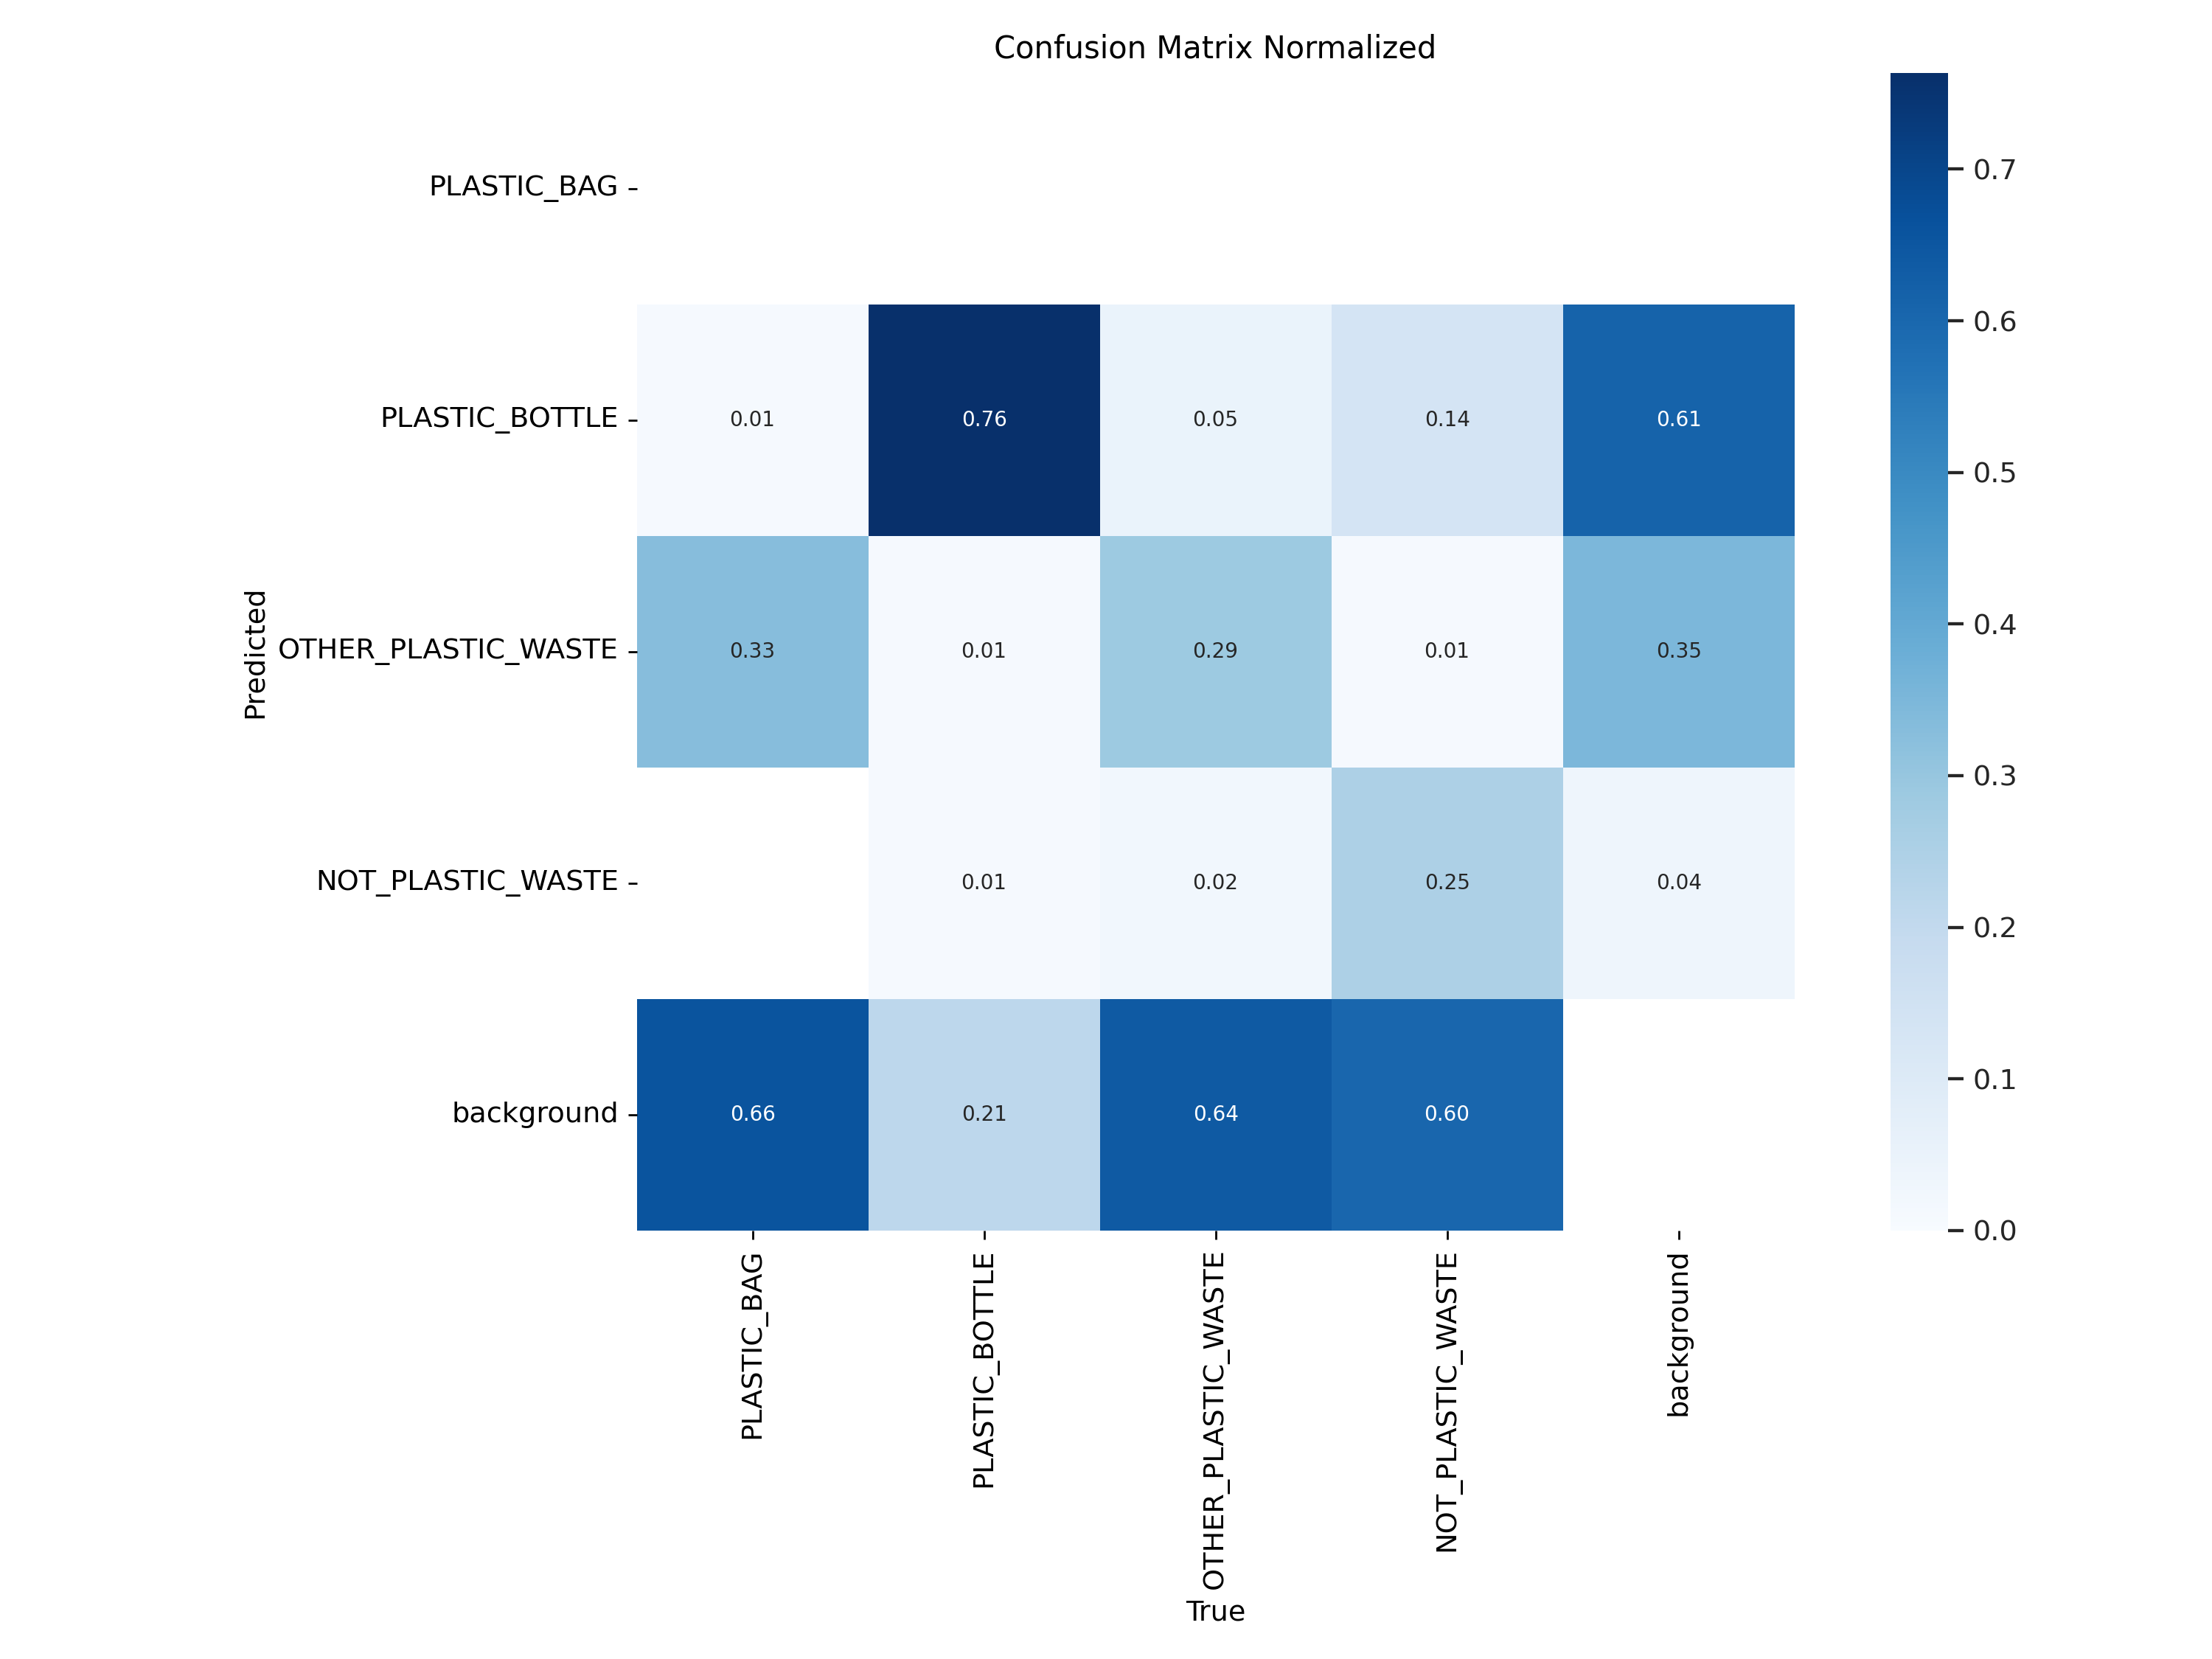 Confusion Matrix Normalized
PLASTIC_BAG
PLASTIC_BOTTLE
0.01 0.76 0.05 0.14 0.61
OTHER_PLASTIC_WASTE
0.33 0.01 0.29 0.01 0.35
NOT_PLASTIC_WASTE
0.01 0.02 0.25 0.04
background
0.66 0.21 0.64 0.60
Predicted
PLASTIC_BAG
PLASTIC_BOTTLE
OTHER_PLASTIC_WASTE
NOT_PLASTIC_WASTE
background
True
0.7
0.6
0.5
0.4
0.3
0.2
0.1
0.0